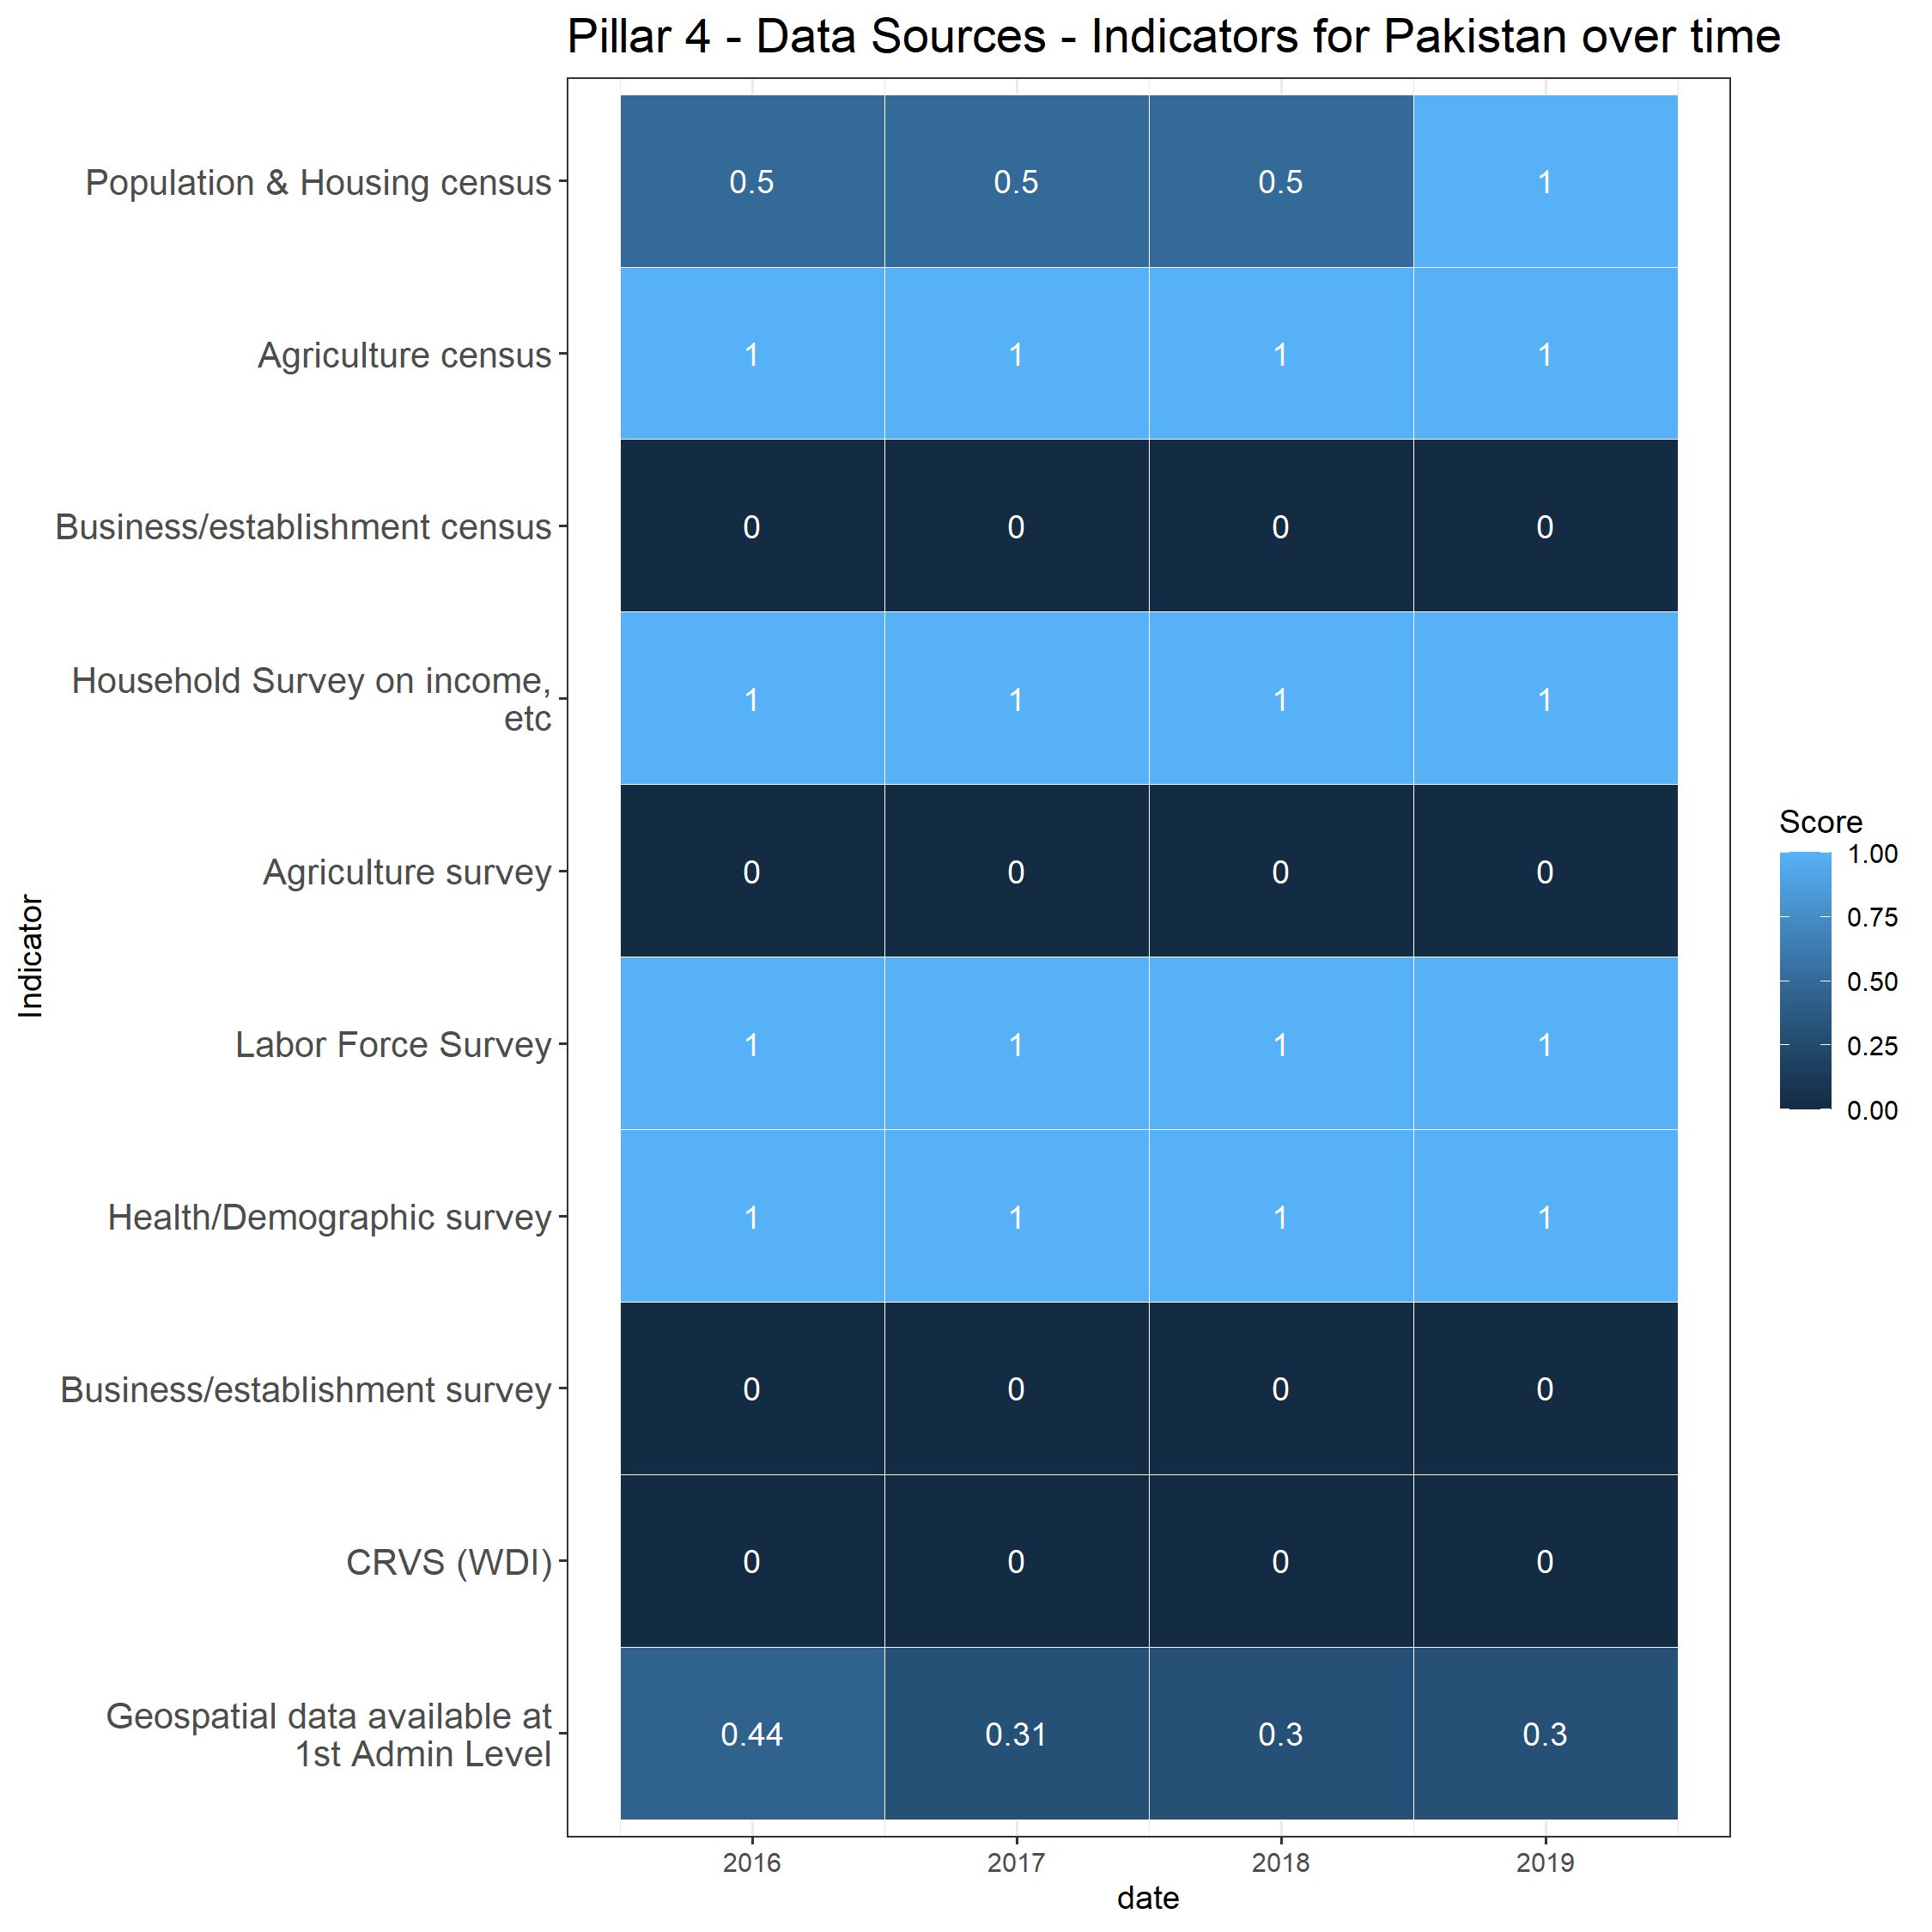 Pillar 4 - Data Sources - Indicators for Pakistan over time
Indicator
Population & Housing census
0.5 0.5 0.5 1
Agriculture census
1 1 1 1
Business/establishment census
0 0 0 0
Household Survey on income,
etc
1 1 1 1
Agriculture survey
0 0 0 0
Labor Force Survey
1 1 1 1
Health/Demographic survey
1 1 1 1
Business/establishment survey
0 0 0 0
CRVS (WDI)
0 0 0 0
Geospatial data available at
1st Admin Level
0.44 0.31 0.3 0.3
2016 2017 2018 2019
date
Score
1.00
0.75
0.50
0.25
0.00